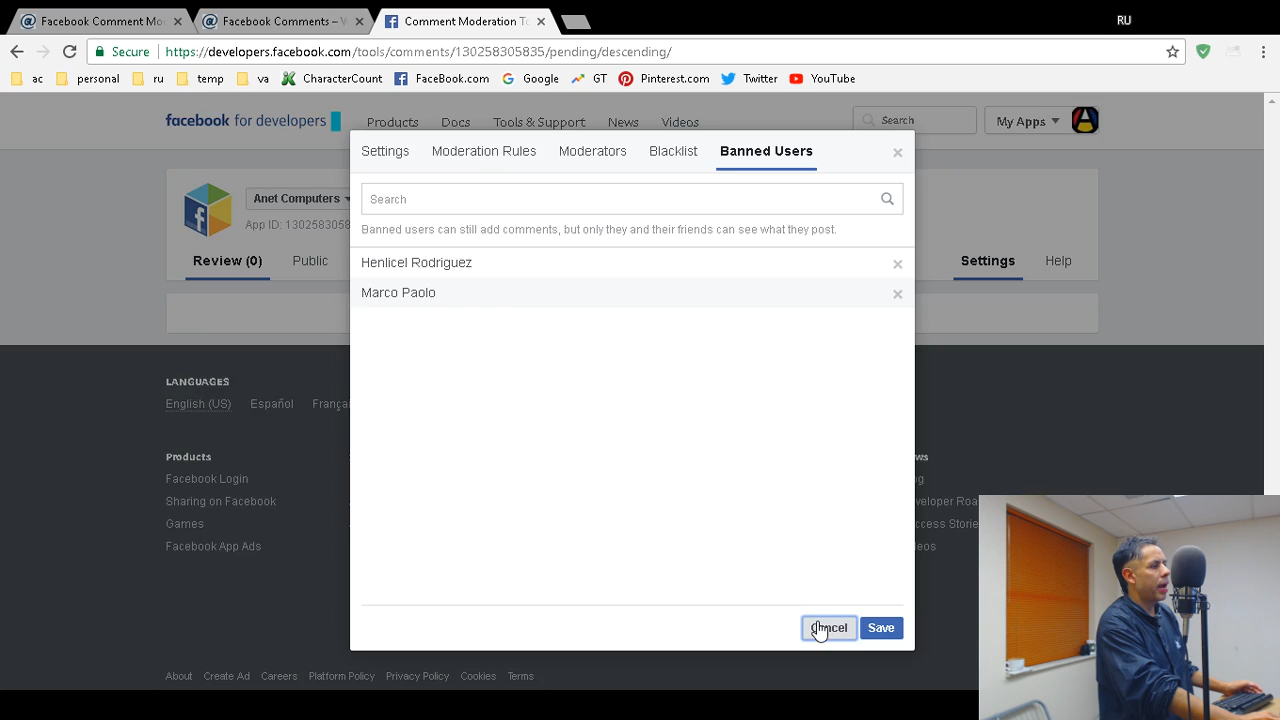 Facebook Comment Mo
Facebook Comments – W
Comment Moderation T
RU
Secure https://developers.facebook.com/tools/comments/130258305835/pending/descending/
ac personal ru temp va CharacterCount FaceBook.com Google GT Pinterest.com Twitter YouTube
facebook for developers Products Docs Tools & Support News Videos Search My Apps
Settings Moderation Rules Moderators Blacklist Banned Users
Anet Computers
Search
App ID: 1302583058
Banned users can still add comments, but only they and their friends can see what they post.
Review (0) Public Settings Help
Henlicel Rodriguez
Marco Paolo
LANGUAGES
English (US) Español França
Products
Facebook Login
Sharing on Facebook
Games
Facebook App Ads
Save
About Create Ad Careers Platform Policy Privacy Policy Cookies Terms